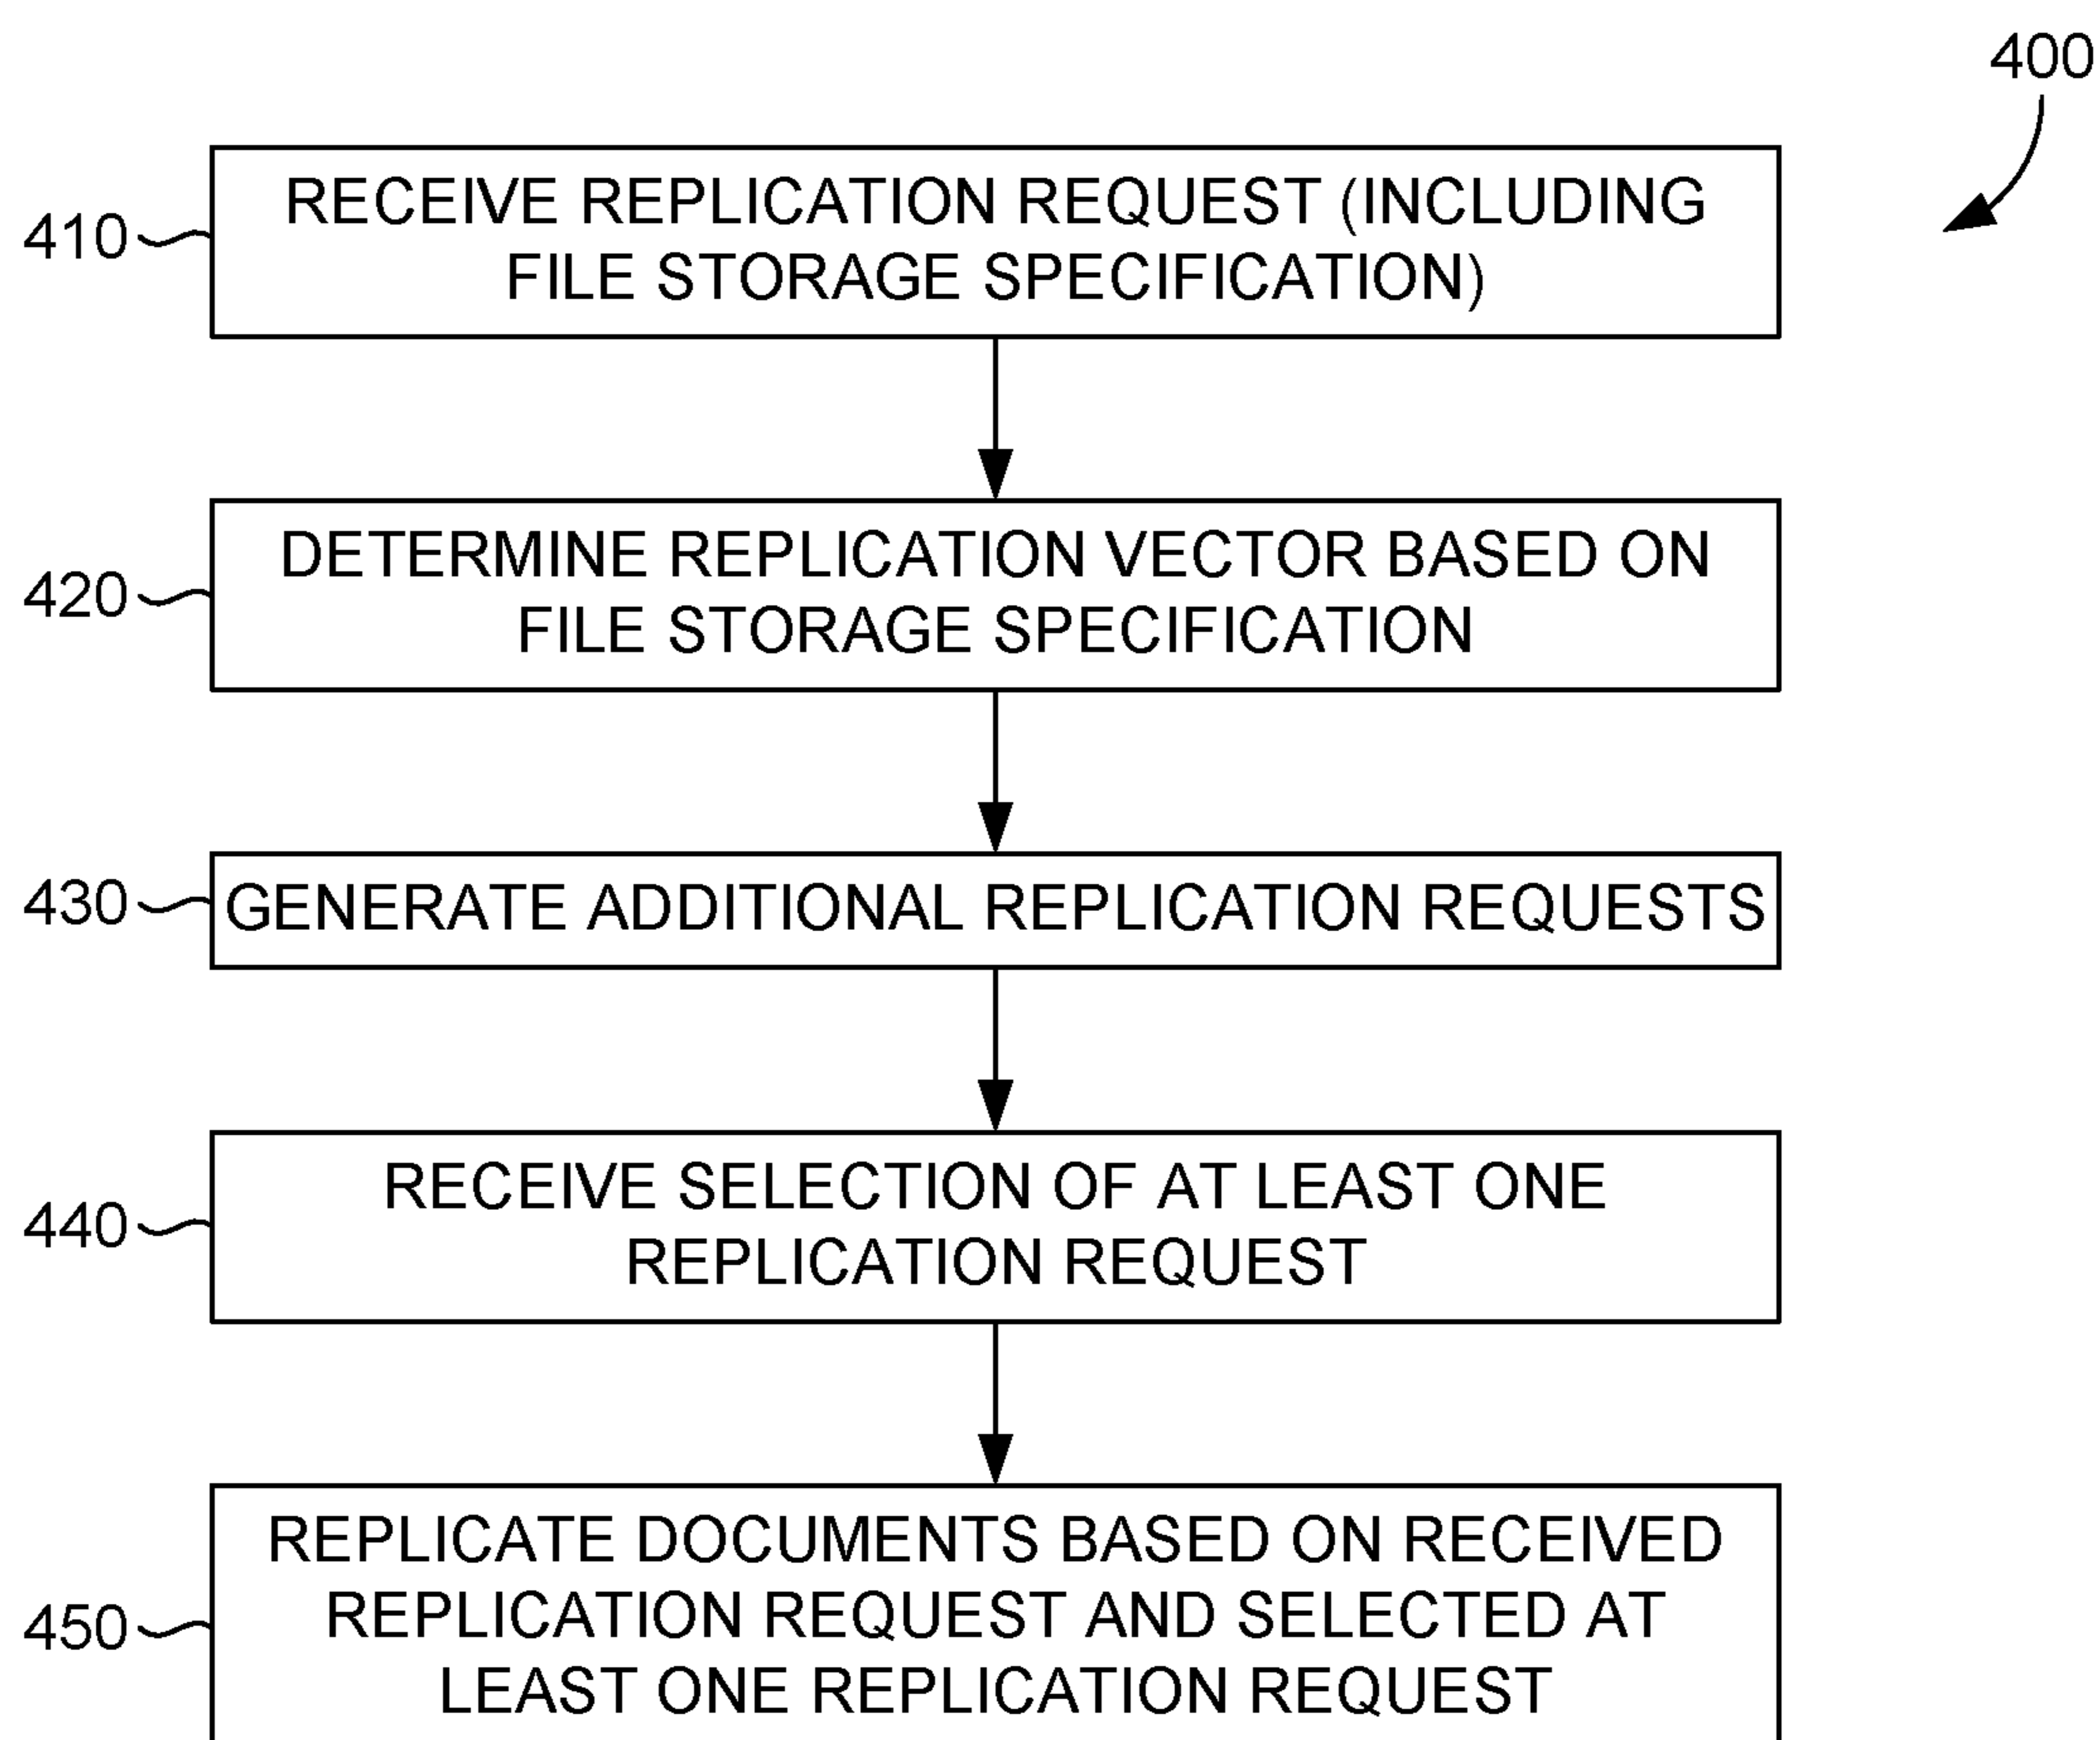 400
410
RECEIVE REPLICATION REQUEST (INCLUDING
FILE STORAGE SPECIFICATION)
420
DETERMINE REPLICATION VECTOR BASED ON
FILE STORAGE SPECIFICATION
430
GENERATE ADDITIONAL REPLICATION REQUESTS
440
RECEIVE SELECTION OF AT LEAST ONE
REPLICATION REQUEST
450
REPLICATE DOCUMENTS BASED ON RECEIVED
REPLICATION REQUEST AND SELECTED AT
LEAST ONE REPLICATION REQUEST